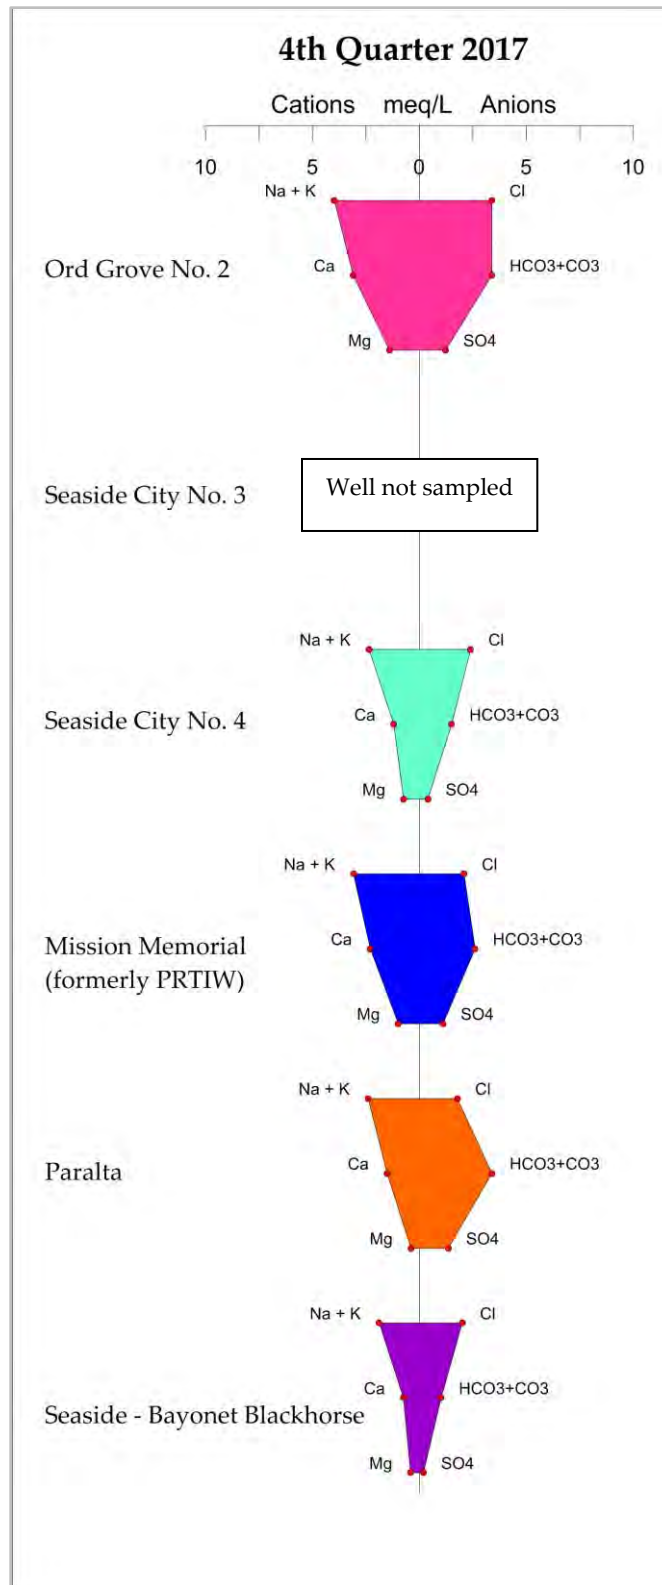 4th Quarter 2017
Cations meq/L Anions
10 5 0 5 10
Na + K Cl
Ord Grove No. 2
Ca HCO3+CO3
Mg SO4
Well not sampled
Seaside City No. 3
Na + K Cl
Seaside City No. 4
Ca HCO3+CO3
Mg SO4
Na + K Cl
Ca HCO3+CO3
Mission Memorial
(formerly PRTIW)
Mg SO4
Na + K Cl
Ca HCO3+CO3
Paralta
Mg SO4
Na + K Cl
Ca HCO3+CO3
Seaside - Bayonet Blackhorse
Mg SO4